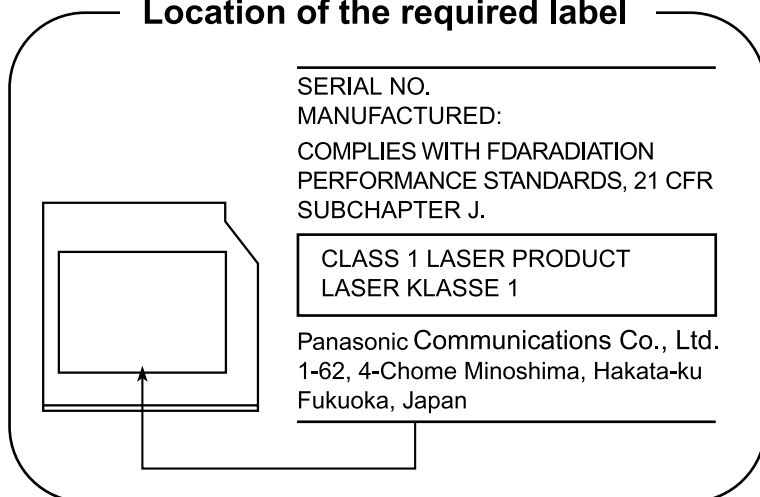 Location of the required label
SERIAL NO.
MANUFACTURED:
COMPLIES WITH FDARADIATION
PERFORMANCE STANDARDS, 21 CFR
SUBCHAPTER J.
CLASS 1 LASER PRODUCT
LASER KLASSE 1
Panasonic Communications Co., Ltd.
1-62, 4-Chome Minoshima, Hakata-ku
Fukuoka, Japan